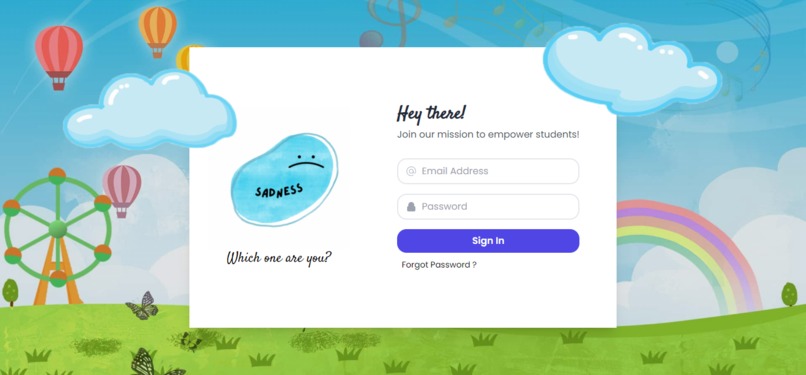 SADNESS
Which one are you?
Hey there!
Join our mission to empower students!
@ Email Address
Password
Sign In
Forgot Password ?